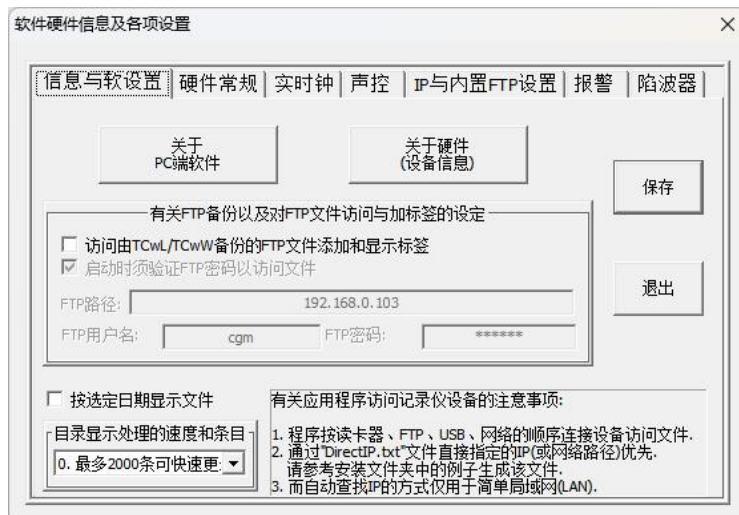 软件硬件信息及各项设置
信息与软设置 硬件常规 实时钟 声控 IP与内置FTP设置 报警 陷波器
关于
PC端软件
关于硬件
(设备信息)
保存
有关FTP备份以及对FTP文件访问与加标签的设定
访问由TCwL/TCwW备份的FTP文件添加和显示标签
启动时须验证FTP密码以访问文件
退出
FTP路径: 192.168.0.103
FTP用户名: cgm FTP密码: ******
按选定日期显示文件
目录显示处理的速度和条目
0. 最多2000条可快速更:
有关应用程序访问记录仪设备的注意事项:
1. 程序按读卡器、FTP、USB、网络的顺序连接设备访问文件.
2. 通过"DirectIP.txt"文件直接指定的IP(或网络路径)优先.
请参考安装文件夹中的例子生成该文件.
3. 而自动查找IP的方式仅用于简单局域网(LAN).